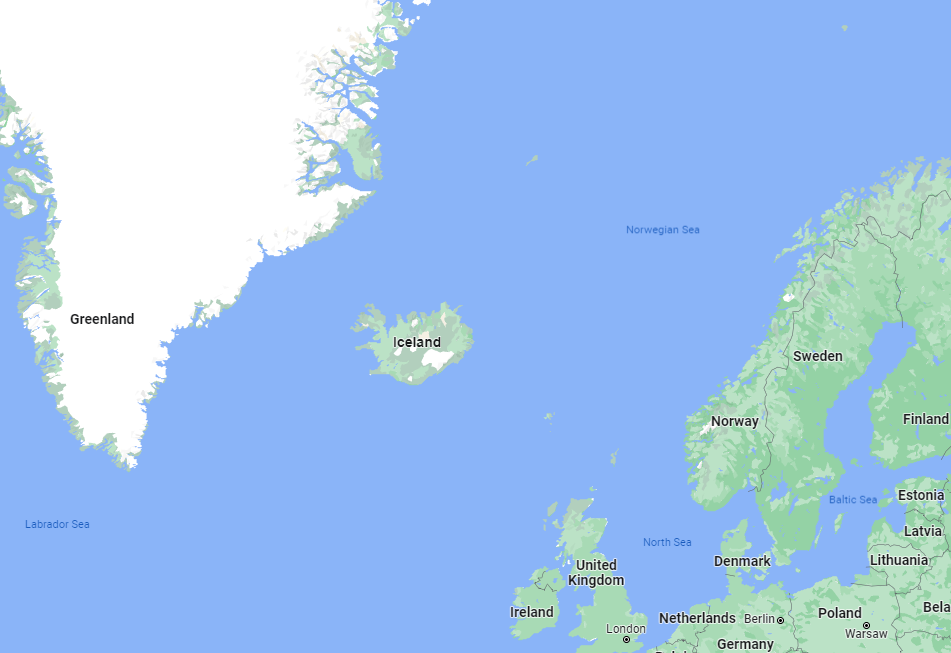 Norwegian Sea
Greenland
Iceland
Sweden
Norway
Finland
Baltic Sea
Estonia
Labrador Sea
Latvia
North Sea
Denmark
Lithuania
United
Kingdom
Ireland
Netherlands
Berlin
Poland
Bela
London
Warsaw
Germany